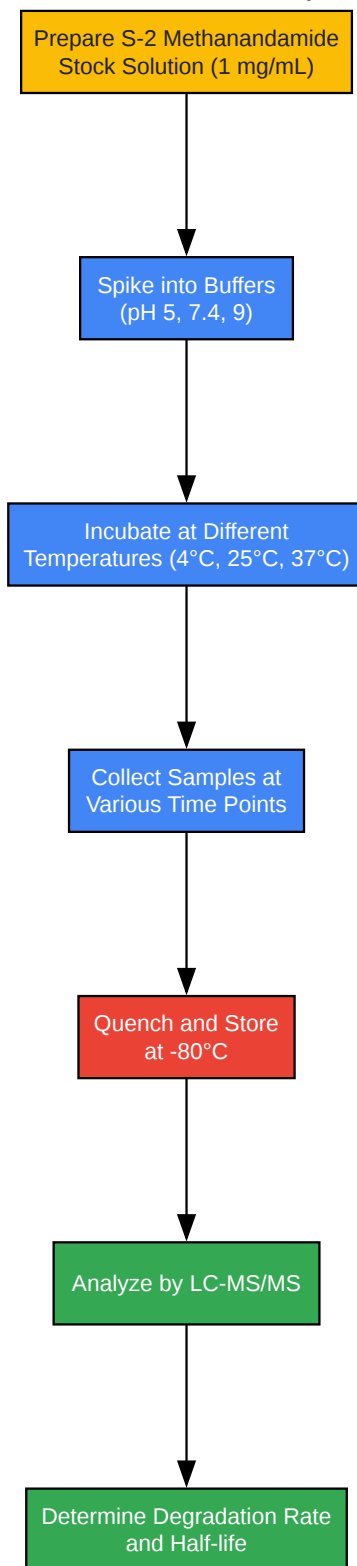 Prepare S-2 Methanandamide
Stock Solution (1 mg/mL)
Spike into Buffers
(pH 5, 7.4, 9)
Incubate at Different
Temperatures (4°C, 25°C, 37°C)
Collect Samples at
Various Time Points
Quench and Store
at -80°C
Analyze by LC-MS/MS
Determine Degradation Rate
and Half-life